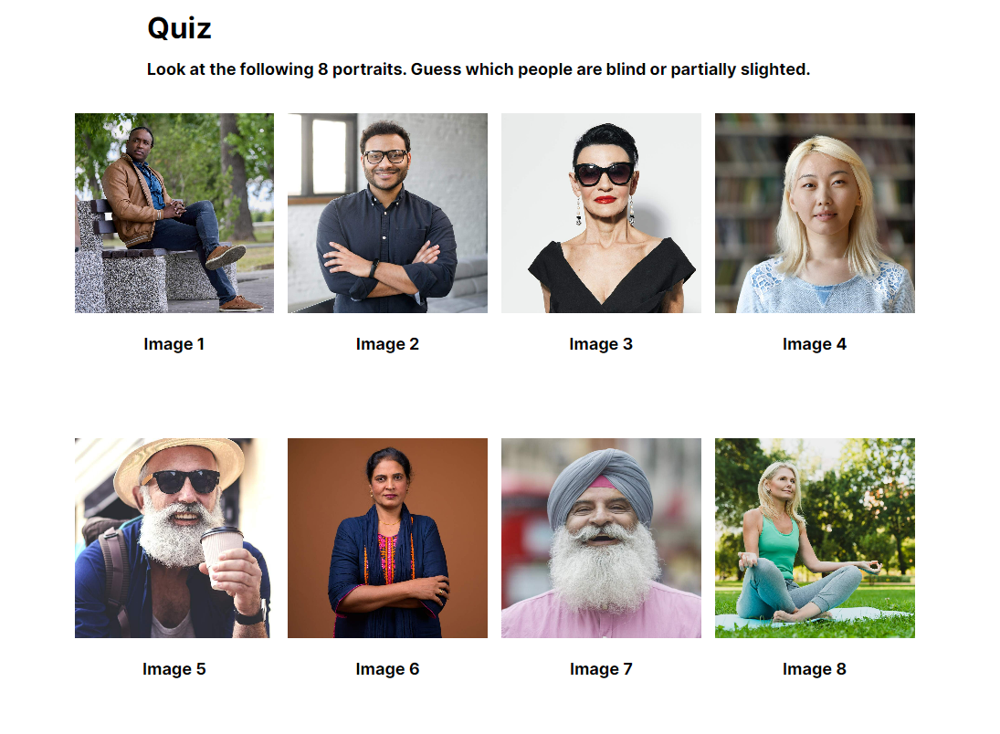 Quiz
Look at the following 8 portraits. Guess which people are blind or partially slighted.
Image 1
Image 2
Image 3
Image 4
Image 5
Image 6
Image 7
Image 8